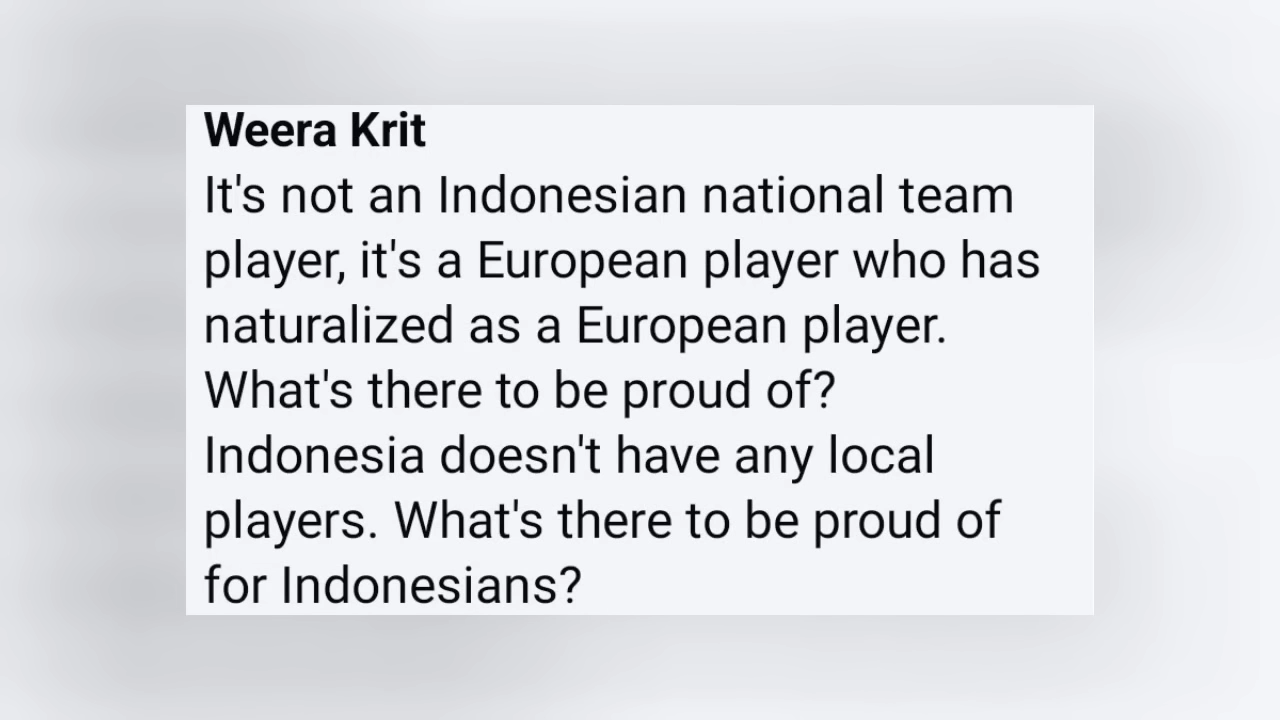 Weera Krit
It's not an Indonesian national team
player, it's a European player who has
naturalized as a European player.
What's there to be proud of?
Indonesia doesn't have any local
players. What's there to be proud of
for Indonesians?